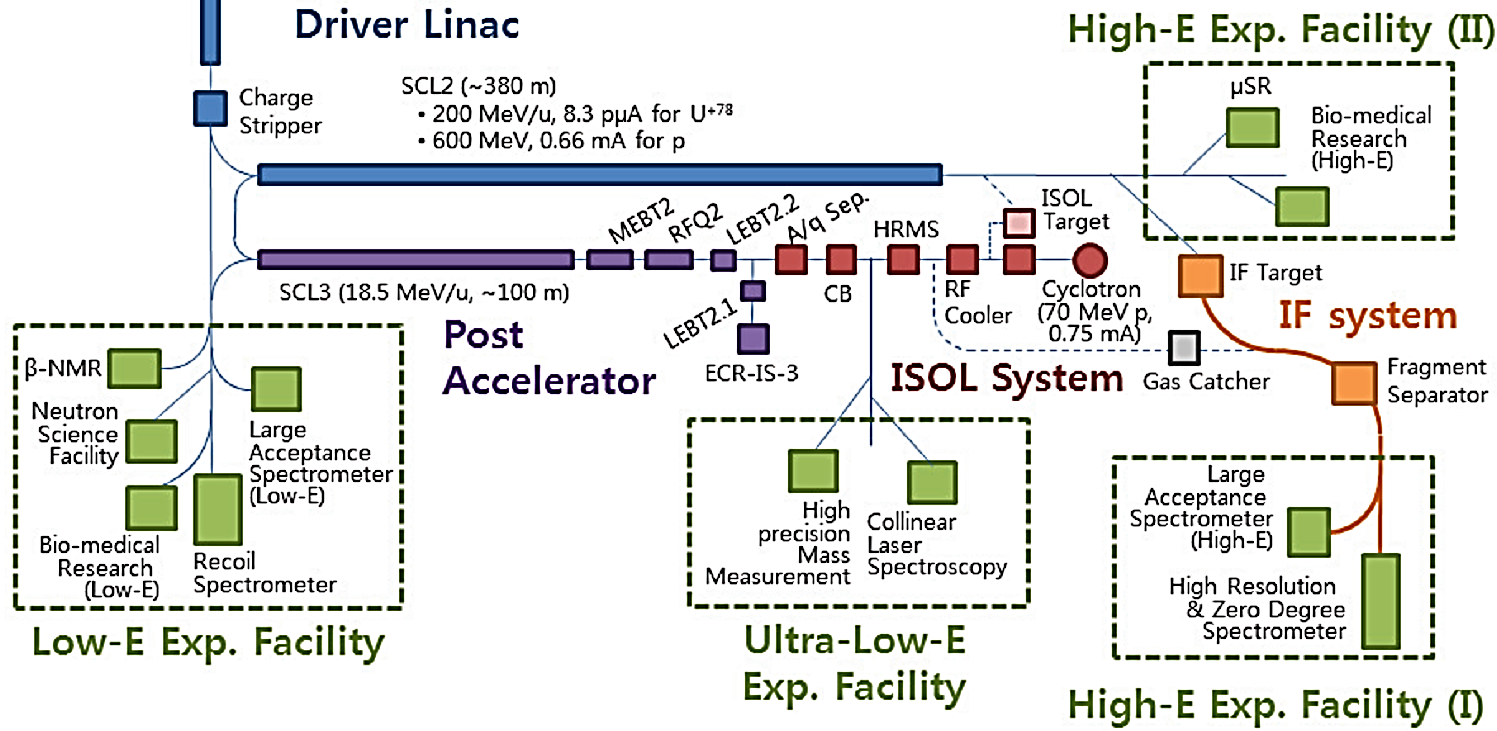 Driver Linac
High-E Exp. Facility (II)
Charge
Stripper
SCL2 (~380 m)
• 200 MeV/u, 8.3 pμA for U⁺⁷⁸
• 600 MeV, 0.66 mA for p
μSR
Bio-medical
Research
(High-E)
MEBT2
RFQ2
LEBT2.2
A/q Sep.
HRMS
ISOL
Target
SCL3 (18.5 MeV/u, ~100 m)
LEBT2.1
ECR-IS-3
CB
RF
Cooler
Cyclotron
(70 MeV p,
0.75 mA)
IF Target
IF system
Post
Accelerator
ISOL System
Gas Catcher
Fragment
Separator
β-NMR
Neutron
Science
Facility
Large
Acceptance
Spectrometer
(Low-E)
Bio-medical
Research
(Low-E)
Recoil
Spectrometer
Low-E Exp. Facility
High
precision
Mass
Measurement
Collinear
Laser
Spectroscopy
Ultra-Low-E
Exp. Facility
Large
Acceptance
Spectrometer
(High-E)
High Resolution
& Zero Degree
Spectrometer
High-E Exp. Facility (I)